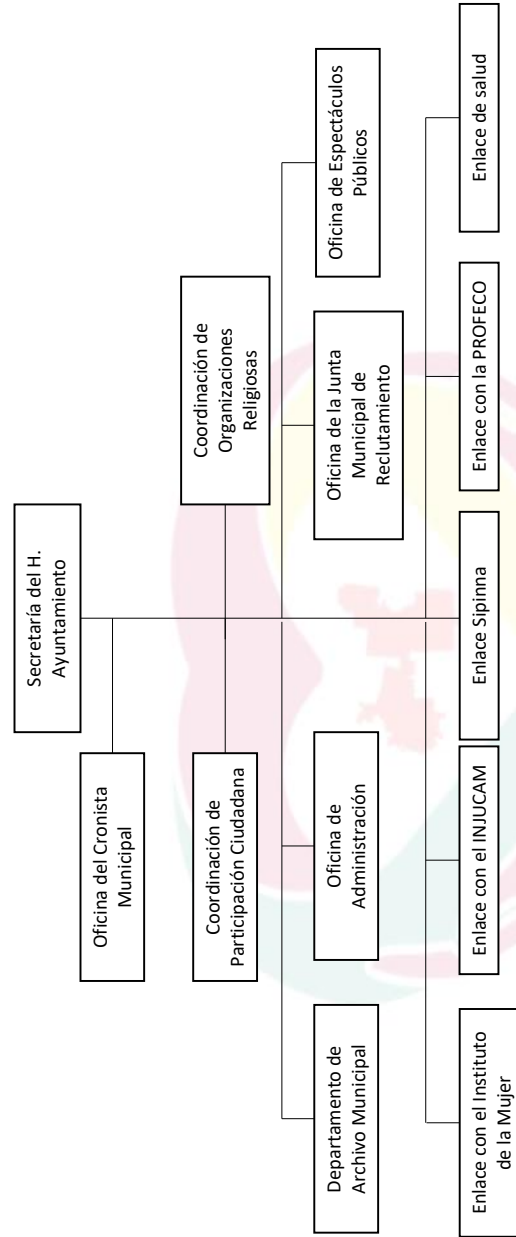 Secretaría del H.
Ayuntamiento
Oficina del Cronista
Municipal
Coordinación de
Participación Ciudadana
Coordinación de
Organizaciones
Religiosas
Departamento de
Archivo Municipal
Oficina de
Administración
Oficina de la Junta
Municipal de
Reclutamiento
Oficina de Espectáculos
Públicos
Enlace con el Instituto
de la Mujer
Enlace con el INJUCAM
Enlace Sipinna
Enlace con la PROFECO
Enlace de salud